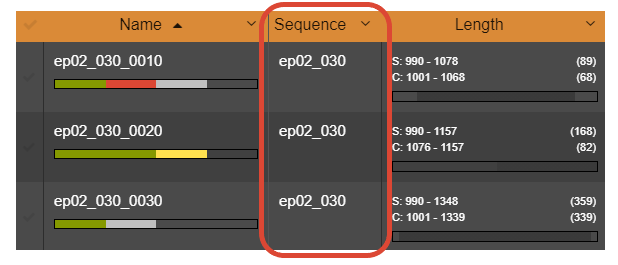 Name Sequence Length
ep02_030_0010 ep02_030 S: 990 - 1078 (89)
C: 1001 - 1068 (68)
ep02_030_0020 ep02_030 S: 990 - 1157 (168)
C: 1076 - 1157 (82)
ep02_030_0030 ep02_030 S: 990 - 1348 (359)
C: 1001 - 1339 (339)